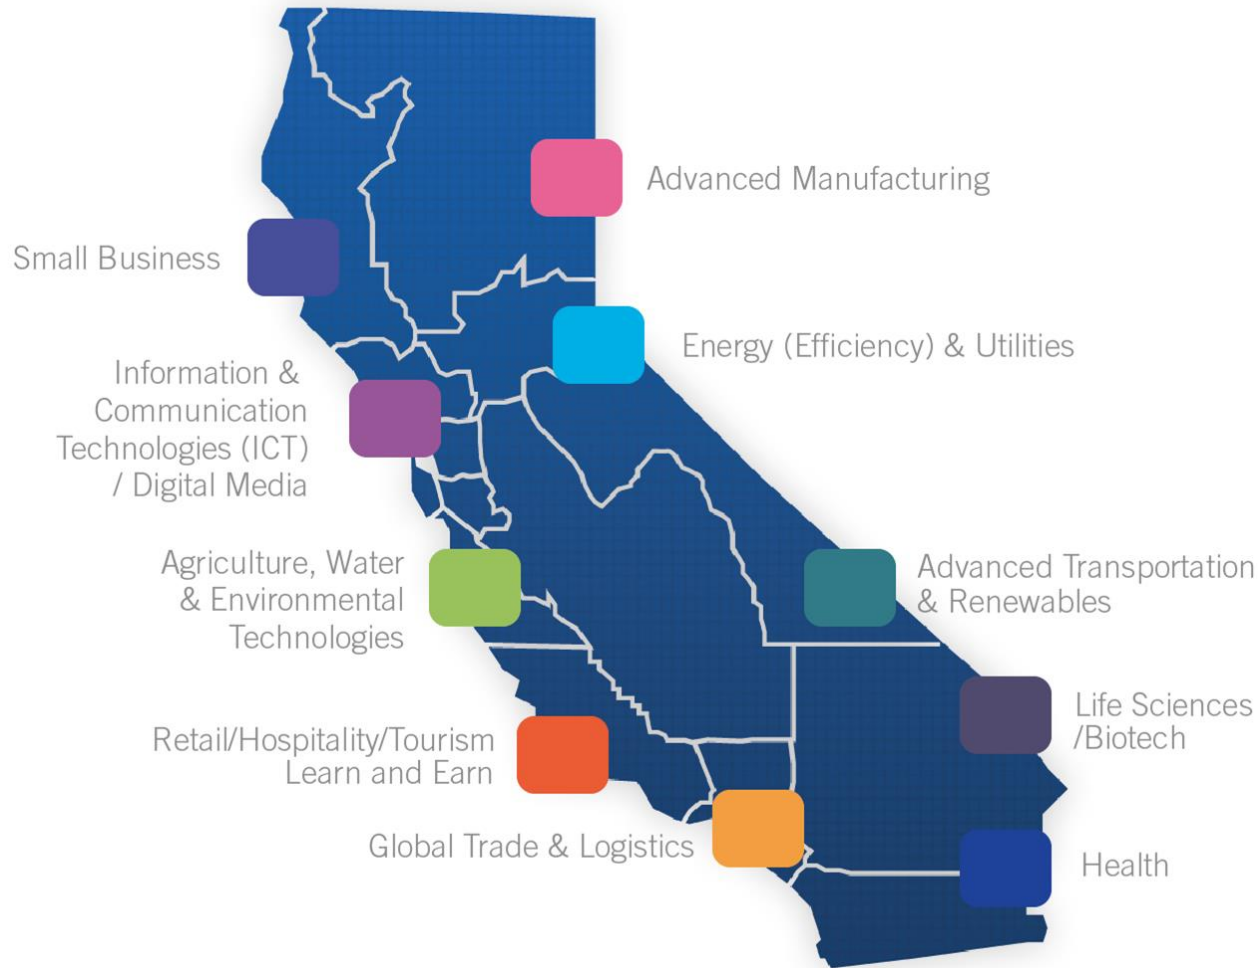 Advanced Manufacturing
Small Business
Energy (Efficiency) & Utilities
Information &
Communication
Technologies (ICT)
/ Digital Media
Agriculture, Water
& Environmental
Technologies
Advanced Transportation
& Renewables
Life Sciences
/Biotech
Retail/Hospitality/Tourism
Learn and Earn
Global Trade & Logistics
Health